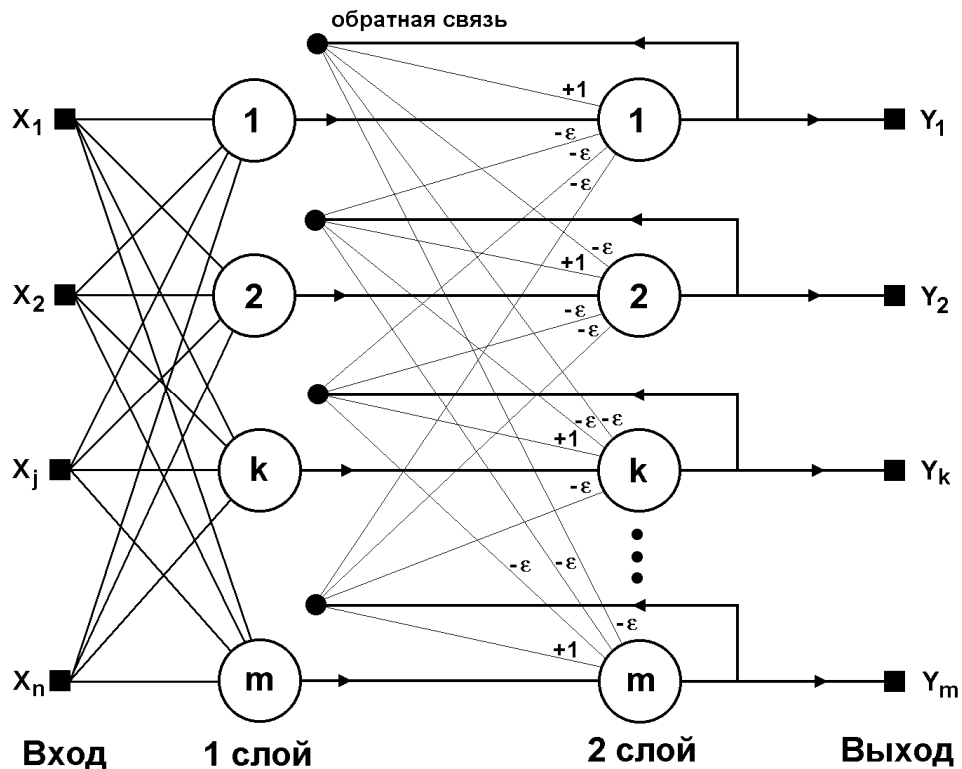 обратная связь
+1
X1
1
1
Y1
-ε
-ε
-ε
-ε
+1
X2
2
2
Y2
-ε
-ε
-ε -ε
+1
Xj
k
k
Yk
-ε
-ε -ε
-ε
+1
Xn
m
m
Ym
Вход
1 слой
2 слой
Выход